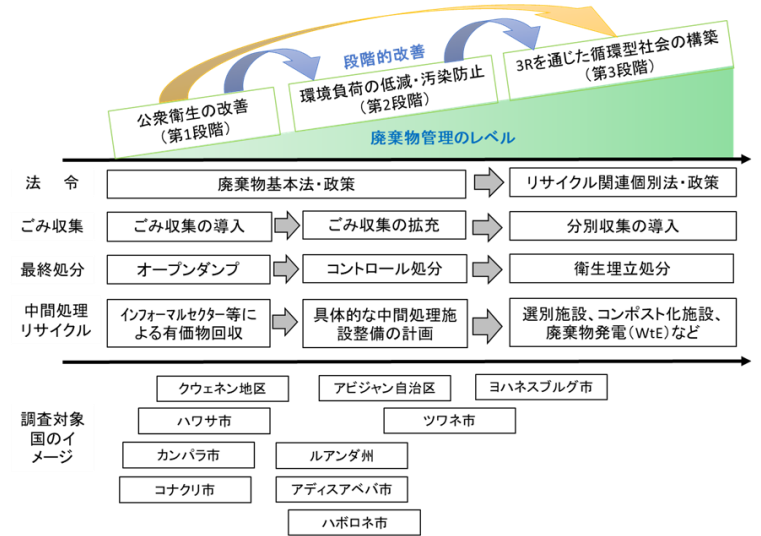 段階的改善
公衆衛生の改善
（第1段階）
環境負荷の低減・汚染防止
（第2段階）
3Rを通じた循環型社会の構築
（第3段階）
廃棄物管理のレベル
法　令
廃棄物基本法・政策
リサイクル関連個別法・政策
ごみ収集
ごみ収集の導入
ごみ収集の拡充
分別収集の導入
最終処分
オープンダンプ
コントロール処分
衛生埋立処分
中間処理
リサイクル
ｲﾝﾌｫｰﾏﾙセクター等に
よる有価物回収
具体的な中間処理施
設整備の計画
選別施設、コンポスト化施設、
廃棄物発電（WtE）など
調査対象
国のイ
メージ
クウェネン地区
アビジャン自治区
ヨハネスブルグ市
ハワサ市
ツワネ市
カンパラ市
ルアンダ州
コナクリ市
アディスアベバ市
ハボロネ市